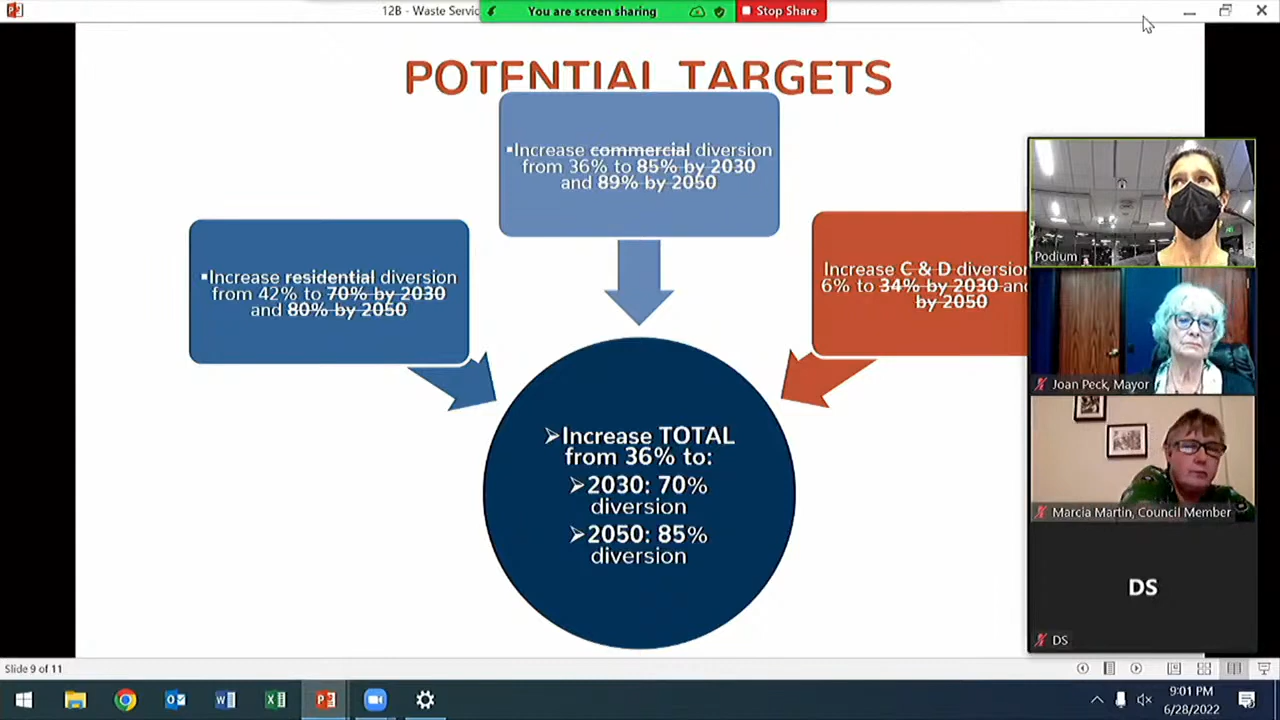 12B - Waste Servic
You are screen sharing
Stop Share
POTENTIAL TARGETS
▪Increase commercial diversion
from 36% to 85% by 2030
and 89% by 2050
▪Increase residential diversion
from 42% to 70% by 2030
and 80% by 2050
Increase C & D diversion
6% to 34% by 2030 and
by 2050
➢Increase TOTAL
from 36% to:
➢2030: 70%
diversion
➢2050: 85%
diversion
Podium
Joan Peck, Mayor
Marcia Martin, Council Member
DS
DS
Slide 9 of 11
9:01 PM
6/28/2022